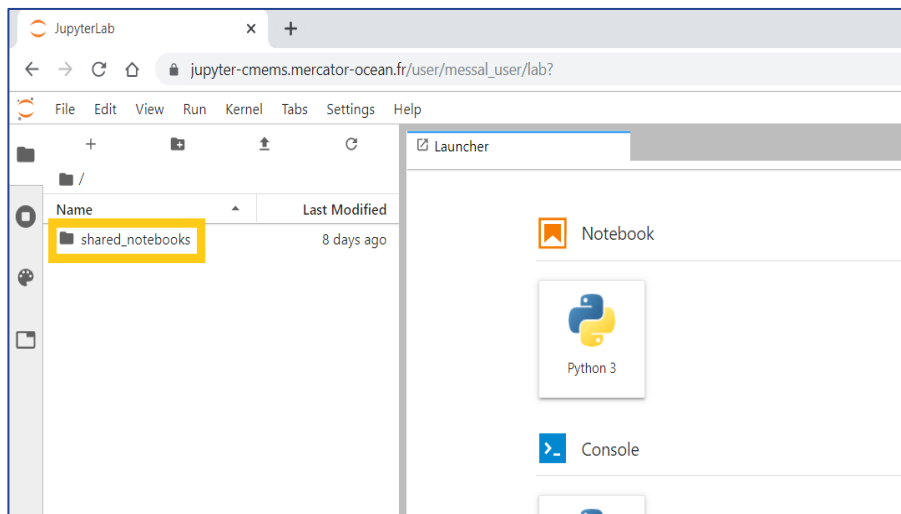 JupyterLab
jupyter-cmems.mercator-ocean.fr/user/messal_user/lab?
File Edit View Run Kernel Tabs Settings Help
Launcher
/
Name Last Modified
shared_notebooks 8 days ago
Notebook
Python 3
Console